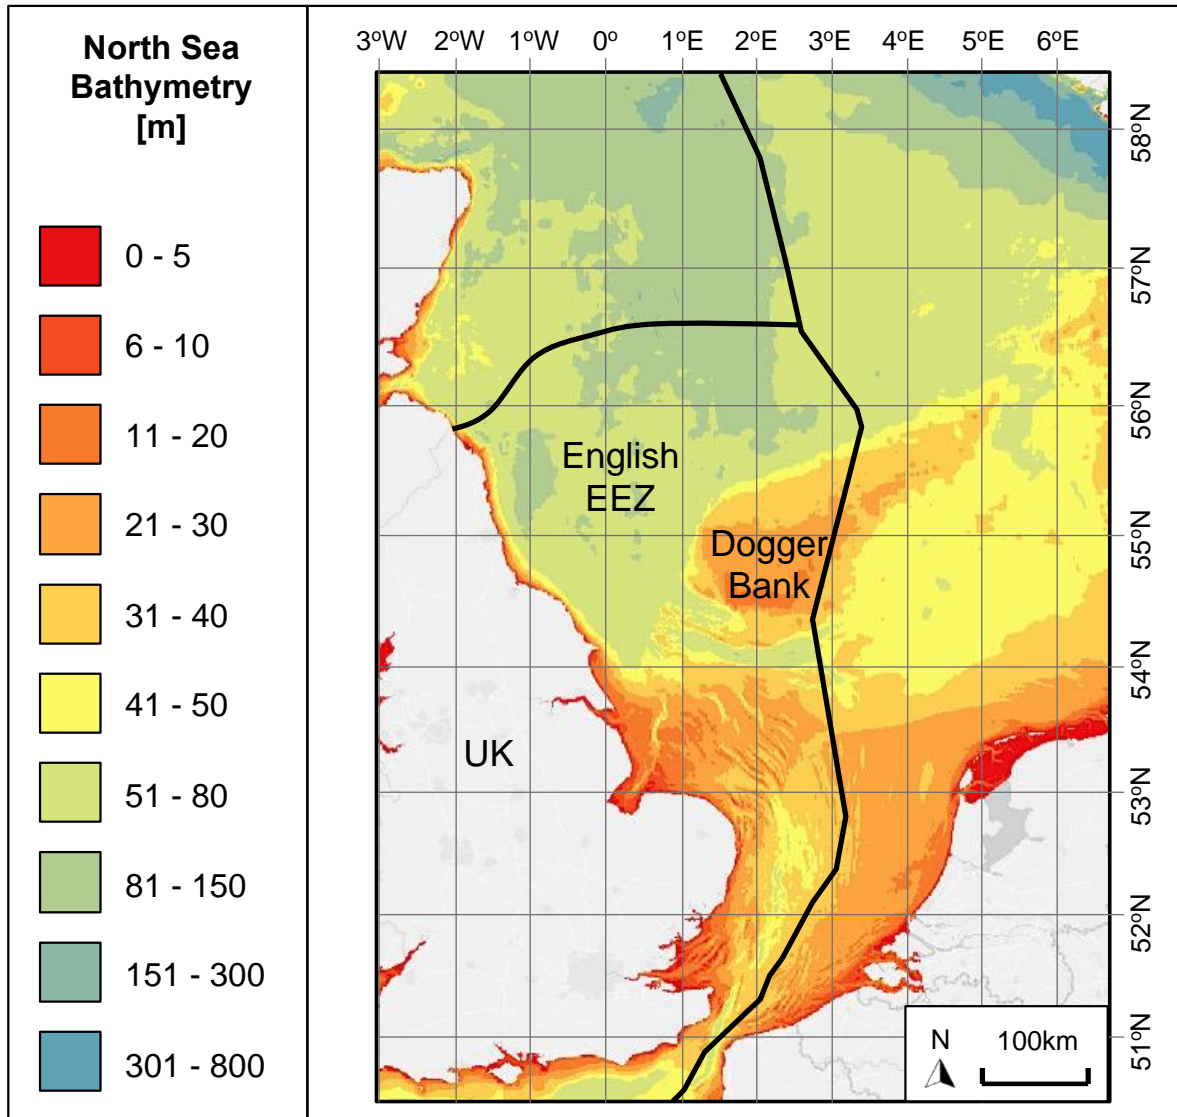 North Sea
Bathymetry
[m]
0 - 5
6 - 10
11 - 20
21 - 30
31 - 40
41 - 50
51 - 80
81 - 150
151 - 300
301 - 800
3ºW 2ºW 1ºW 0º 1ºE 2ºE 3ºE 4ºE 5ºE 6ºE
58ºN
57ºN
56ºN
55ºN
54ºN
53ºN
52ºN
51ºN
English
EEZ
Dogger
Bank
UK
N 100km